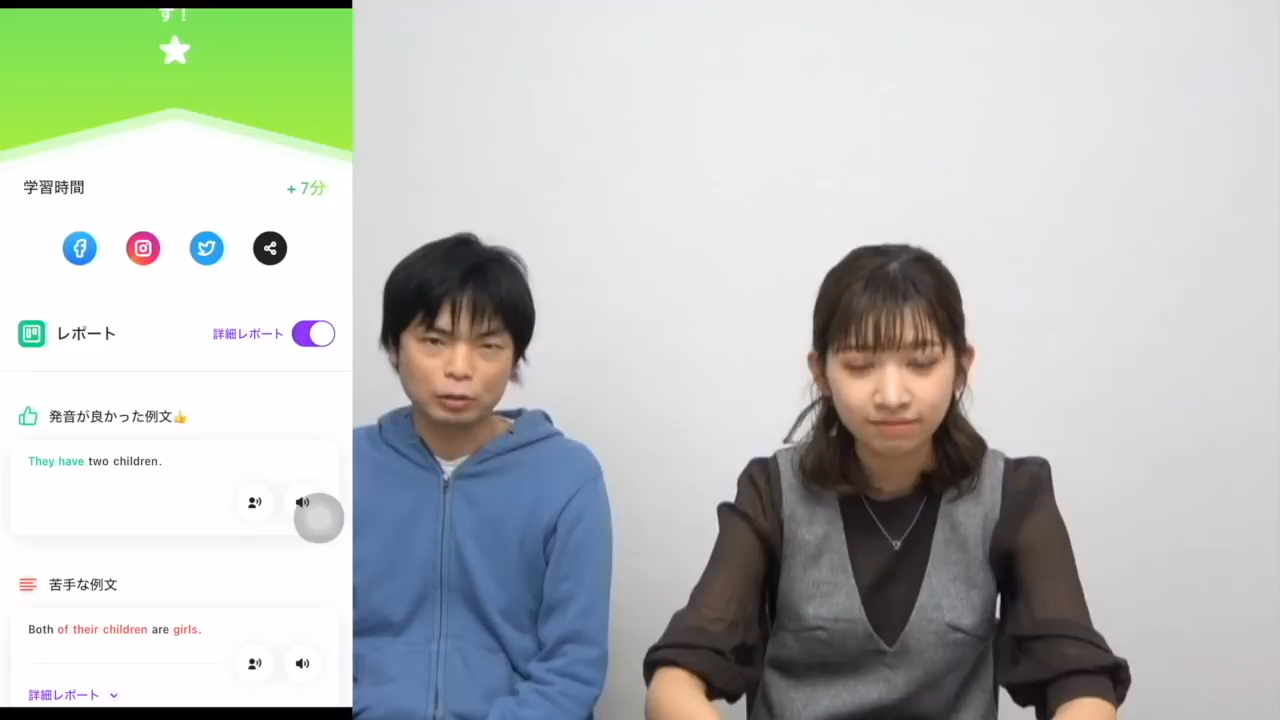 す！
学習時間
+ 7分
レポート
詳細レポート
発音が良かった例文👍
They have two children.
苦手な例文
Both of their children are girls.
詳細レポート